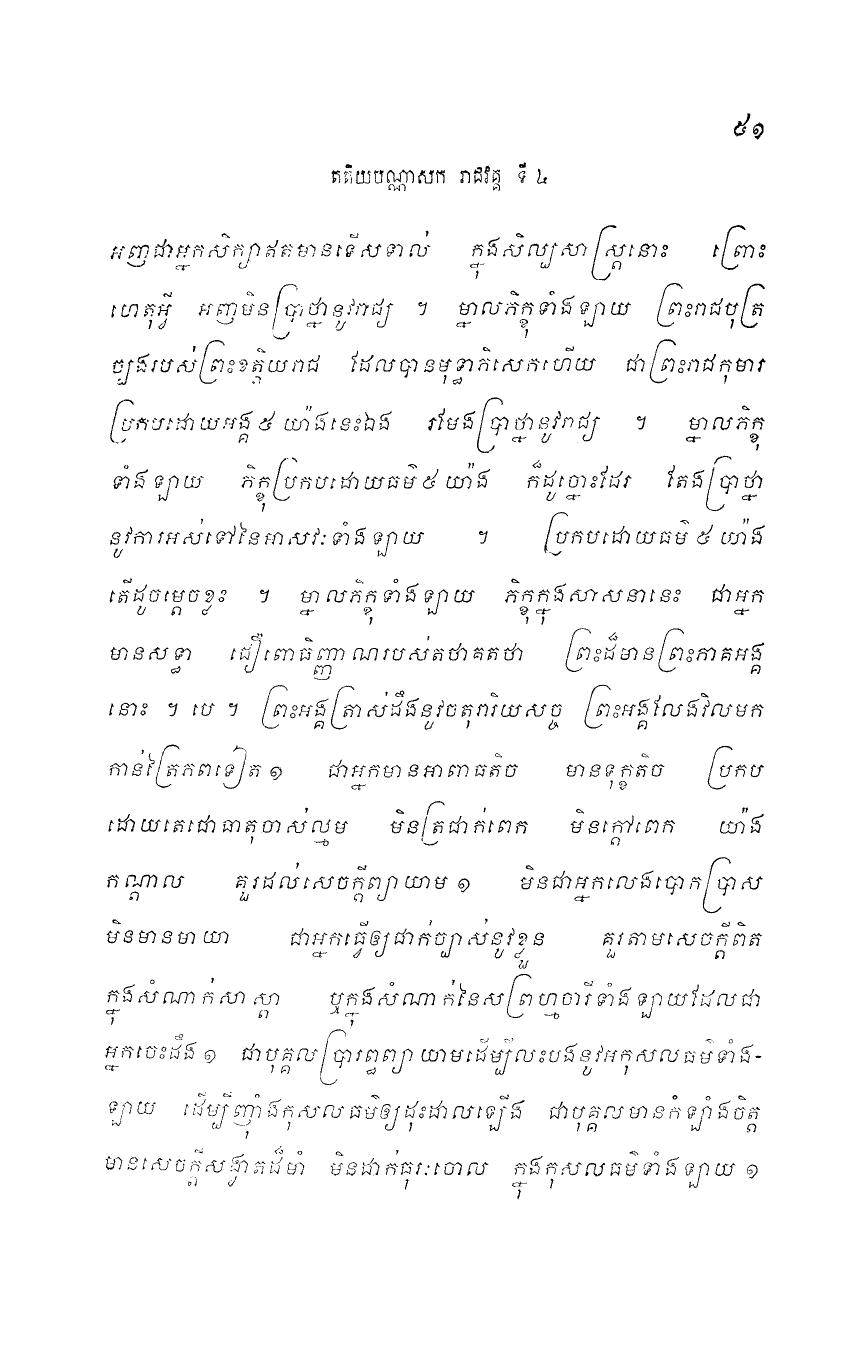 ៥១
តតិយបណ្ណាសក រាជវគ្គ ទី ៤
អញជាអ្នកសិក្សាឥតមានទើសទាល់ ក្នុងសិល្បសាស្ត្រនោះ ព្រោះ
ហេតុអ្វី អញមិនប្រាថ្នានូវរាជ្យ ។ ម្នាលភិក្ខុទាំងឡាយ ព្រះរាជបុត្រ
ច្បងរបស់ព្រះខត្តិយរាជ ដែលបានមុទ្ធាភិសេកហើយ ជាព្រះរាជកុមារ
ប្រកបដោយអង្គ ៥ យ៉ាងនេះឯង រមែងប្រាថ្នានូវរាជ្យ ។ ម្នាលភិក្ខុ
ទាំងឡាយ ភិក្ខុប្រកបដោយធម៌ ៥ យ៉ាង ក៏ដូច្នោះដែរ តែងប្រាថ្នា
នូវការអស់ទៅនៃអាសវៈទាំងឡាយ ។ ប្រកបដោយធម៌ ៥ យ៉ាង
តើដូចម្តេចខ្លះ ។ ម្នាលភិក្ខុទាំងឡាយ ភិក្ខុក្នុងសាសនានេះ ជាអ្នក
មានសទ្ធា ជឿពោធិញ្ញាណរបស់តថាគតថា ព្រះដ៏មានព្រះភាគអង្គ
នោះ ។ បេ ។ ព្រះអង្គត្រាស់ដឹងនូវចតុរារិយសច្ច ព្រះអង្គលែងវិលមក
កាន់ត្រៃភពទៀត ១ ជាអ្នកមានអាពាធតិច មានទុក្ខតិច ប្រកប
ដោយតេជោធាតុចាស់ល្មម មិនត្រជាក់ពេក មិនក្តៅពេក យ៉ាង
កណ្តាល គួរដល់សេចក្តីព្យាយាម ១ មិនជាអ្នកលេងបោកប្រាស
មិនមានមាយា ជាអ្នកធ្វើឲ្យជាក់ច្បាស់នូវខ្លួន គួរតាមសេចក្តីពិត
ក្នុងសំណាក់សាស្តា ឬក្នុងសំណាក់នៃសព្រហ្មចារីទាំងឡាយដែលជា
អ្នកចេះដឹង ១ ជាបុគ្គលប្រារព្ធព្យាយាមដើម្បីលះបង់នូវអកុសលធម៌ទាំង-
ឡាយ ដើម្បីញ៉ាំងកុសលធម៌ឲ្យដុះដាលឡើង ជាបុគ្គលមានកំឡាំងចិត្ត
មានសេចក្តីសង្វាតដ៏មាំ មិនដាក់ធុរៈចោល ក្នុងកុសលធម៌ទាំងឡាយ ១